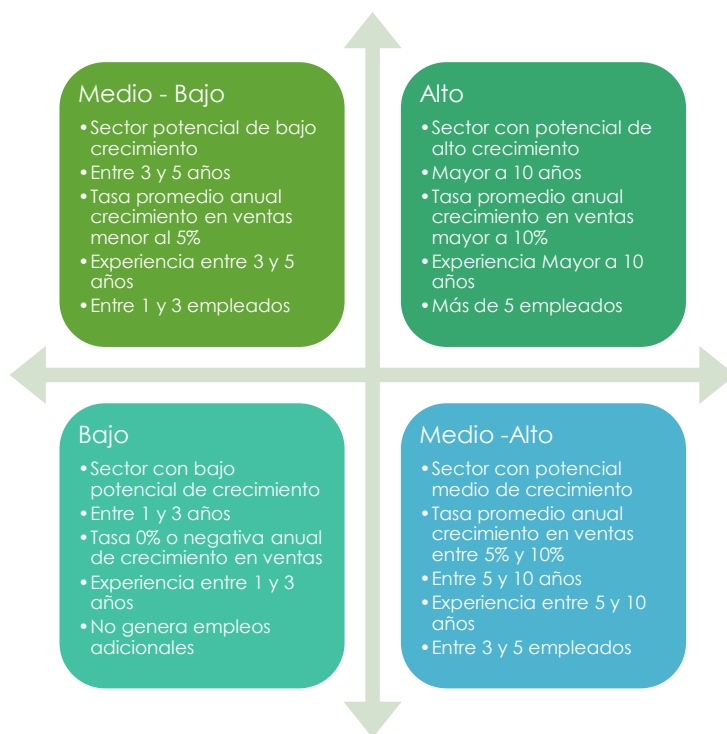 Medio - Bajo
•Sector potencial de bajo
crecimiento
•Entre 3 y 5 años
•Tasa promedio anual
crecimiento en ventas
menor al 5%
•Experiencia entre 3 y 5
años
•Entre 1 y 3 empleados
Alto
•Sector con potencial de
alto crecimiento
•Mayor a 10 años
•Tasa promedio anual
crecimiento en ventas
mayor a 10%
•Experiencia Mayor a 10
años
•Más de 5 empleados
Bajo
•Sector con bajo
potencial de crecimiento
•Entre 1 y 3 años
•Tasa 0% o negativa anual
de crecimiento en ventas
•Experiencia entre 1 y 3
años
•No genera empleos
adicionales
Medio -Alto
•Sector con potencial
medio de crecimiento
•Tasa promedio anual
crecimiento en ventas
entre 5% y 10%
•Entre 5 y 10 años
•Experiencia entre 5 y 10
años
•Entre 3 y 5 empleados